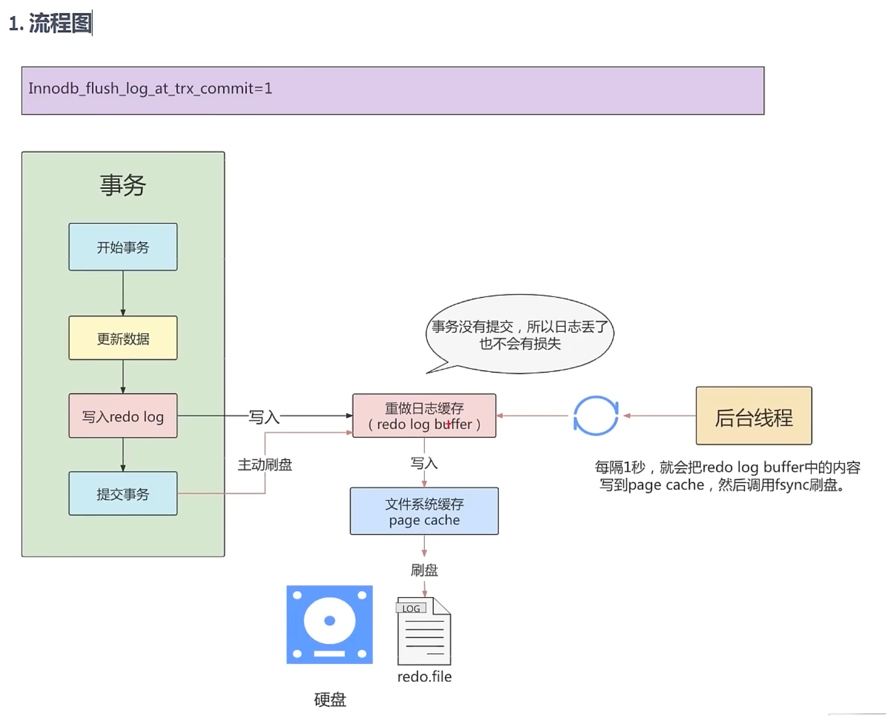 1. 流程图
Innodb_flush_log_at_trx_commit=1
事务
开始事务
更新数据
写入redo log
提交事务
写入
主动刷盘
事务没有提交，所以日志丢了
也不会有损失
重做日志缓存
（redo log buffer）
写入
文件系统缓存
page cache
刷盘
LOG
redo.file
硬盘
后台线程
每隔1秒，就会把redo log buffer中的内容
写到page cache，然后调用fsync刷盘。